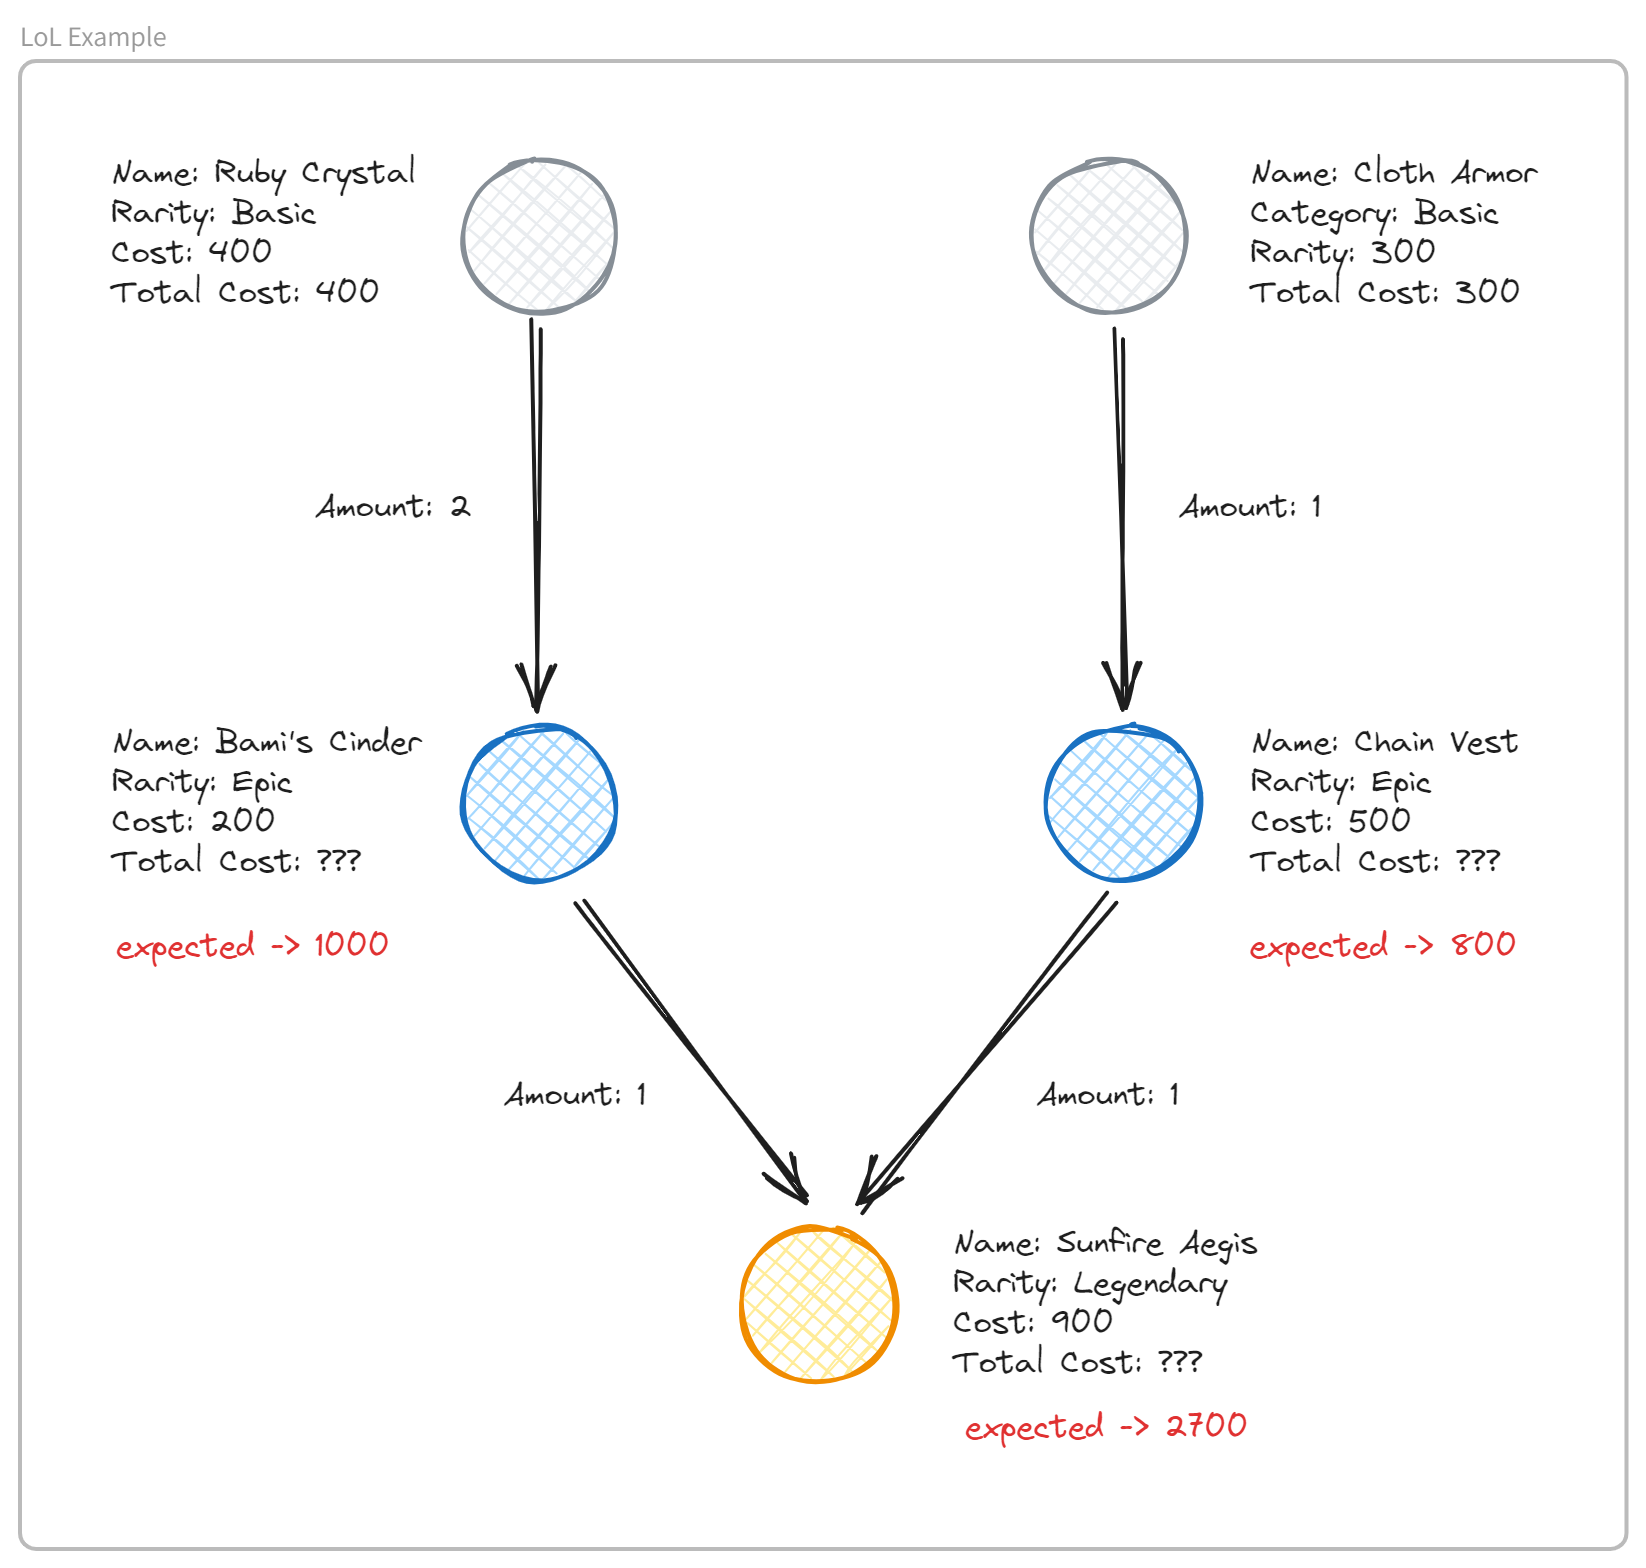 LoL Example
Name: Ruby Crystal
Rarity: Basic
Cost: 400
Total Cost: 400
Name: Cloth Armor
Category: Basic
Rarity: 300
Total Cost: 300
Amount: 2
Amount: 1
Name: Bami's Cinder
Rarity: Epic
Cost: 200
Total Cost: ???
expected -> 1000
Name: Chain Vest
Rarity: Epic
Cost: 500
Total Cost: ???
expected -> 800
Amount: 1
Amount: 1
Name: Sunfire Aegis
Rarity: Legendary
Cost: 900
Total Cost: ???
expected -> 2700